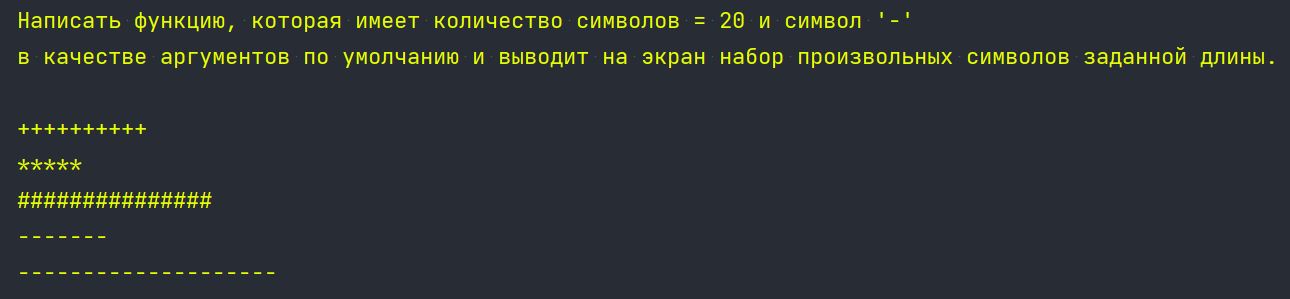 Написать функцию, которая имеет количество символов = 20 и символ '-'
в качестве аргументов по умолчанию и выводит на экран набор произвольных символов заданной длины.
++++++++++
*****
###############
-------
--------------------